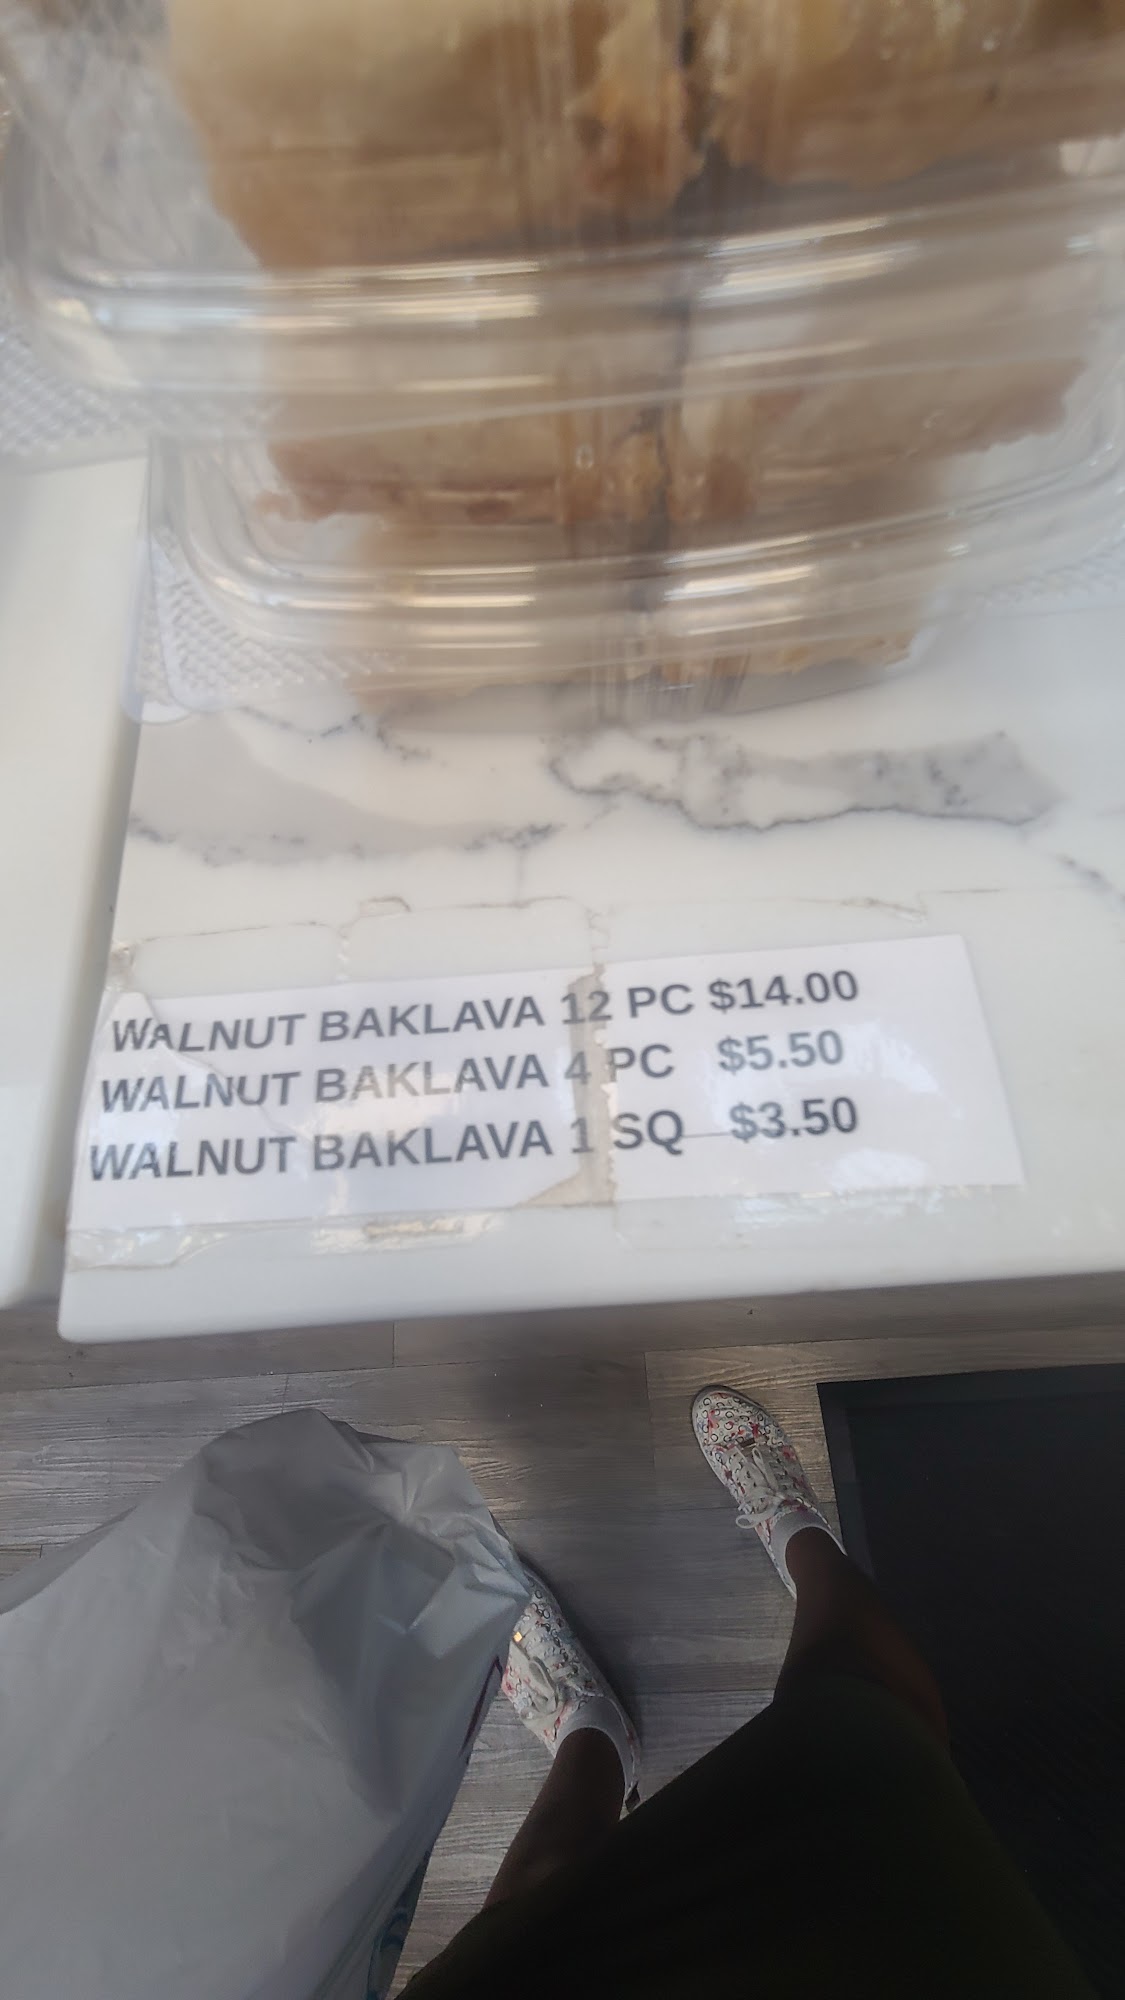 WALNUT BAKLAVA 12 PC $14.00
WALNUT BAKLAVA 4 PC $5.50
WALNUT BAKLAVA 1 SQ $3.50